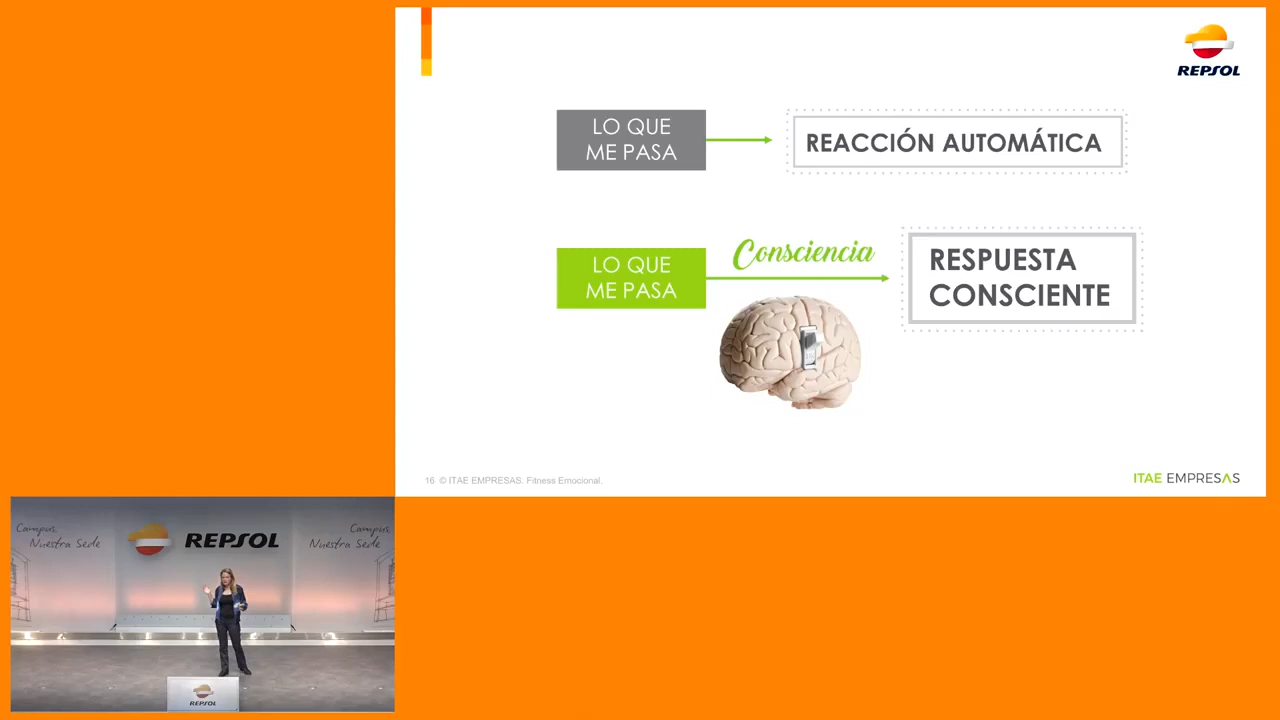 REPSOL
LO QUE
ME PASA
REACCIÓN AUTOMÁTICA
LO QUE
ME PASA
Consciencia
RESPUESTA
CONSCIENTE
16 © ITAE EMPRESAS. Fitness Emocional.
ITAE EMPRESAS
Campus
Nuestra Sede
REPSOL
Campus
Nuestra Sede
REPSOL